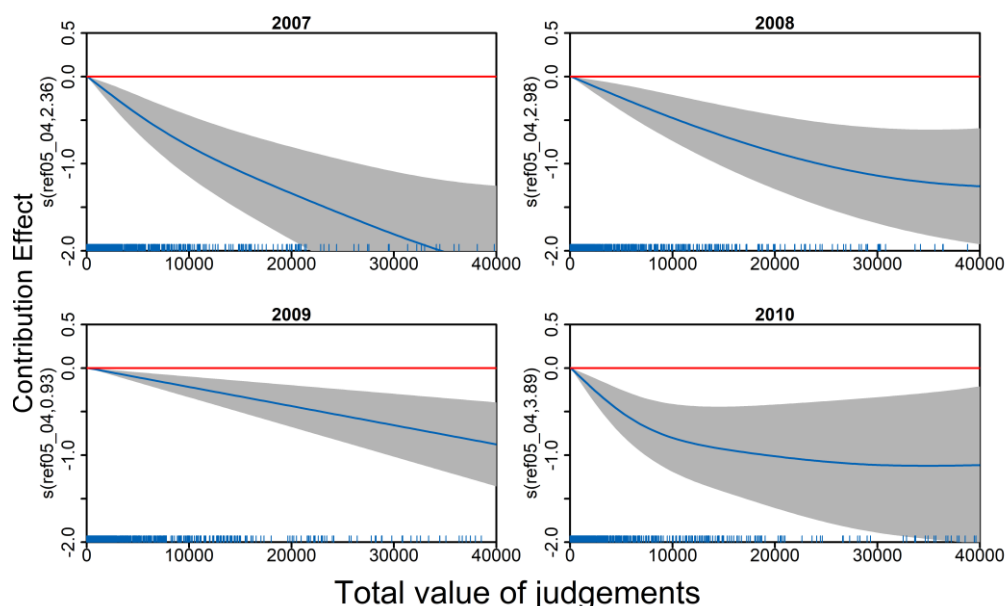 2007
2008
Contribution Effect
s(ref05_04,2.36)
0.5
0.0
-1.0
-2.0
0 10000 20000 30000 40000
s(ref05_04,2.98)
0.5
0.0
-1.0
-2.0
0 10000 20000 30000 40000
2009
2010
s(ref05_04,0.93)
0.5
0.0
-1.0
-2.0
0 10000 20000 30000 40000
s(ref05_04,3.89)
0.5
0.0
-1.0
-2.0
0 10000 20000 30000 40000
Total value of judgements